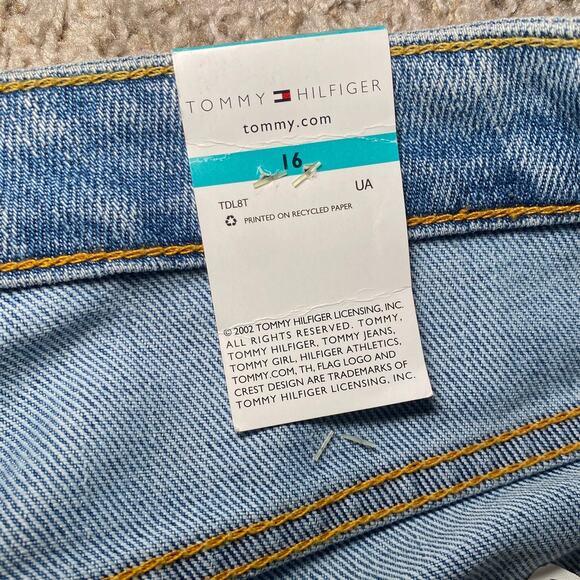 TOMMY HILFIGER
tommy.com
16
TDL8T UA
PRINTED ON RECYCLED PAPER
© 2002 TOMMY HILFIGER LICENSING, INC.
ALL RIGHTS RESERVED. TOMMY,
TOMMY HILFIGER, TOMMY JEANS,
TOMMY GIRL, HILFIGER ATHLETICS,
TOMMY.COM, TH, FLAG LOGO AND
CREST DESIGN ARE TRADEMARKS OF
TOMMY HILFIGER LICENSING, INC.